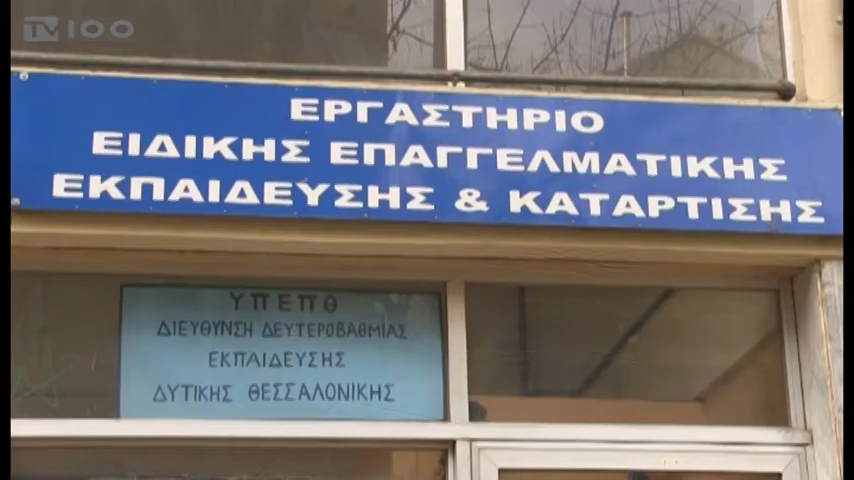 TV100
ΕΡΓΑΣΤΗΡΙΟ
ΕΙΔΙΚΗΣ ΕΠΑΓΓΕΛΜΑΤΙΚΗΣ
ΕΚΠΑΙΔΕΥΣΗΣ & ΚΑΤΑΡΤΙΣΗΣ
ΥΠΕΠΘ
ΔΙΕΥΘΥΝΣΗ ΔΕΥΤΕΡΟΒΑΘΜΙΑΣ
ΕΚΠΑΙΔΕΥΣΗΣ
ΔΥΤΙΚΗΣ ΘΕΣΣΑΛΟΝΙΚΗΣ